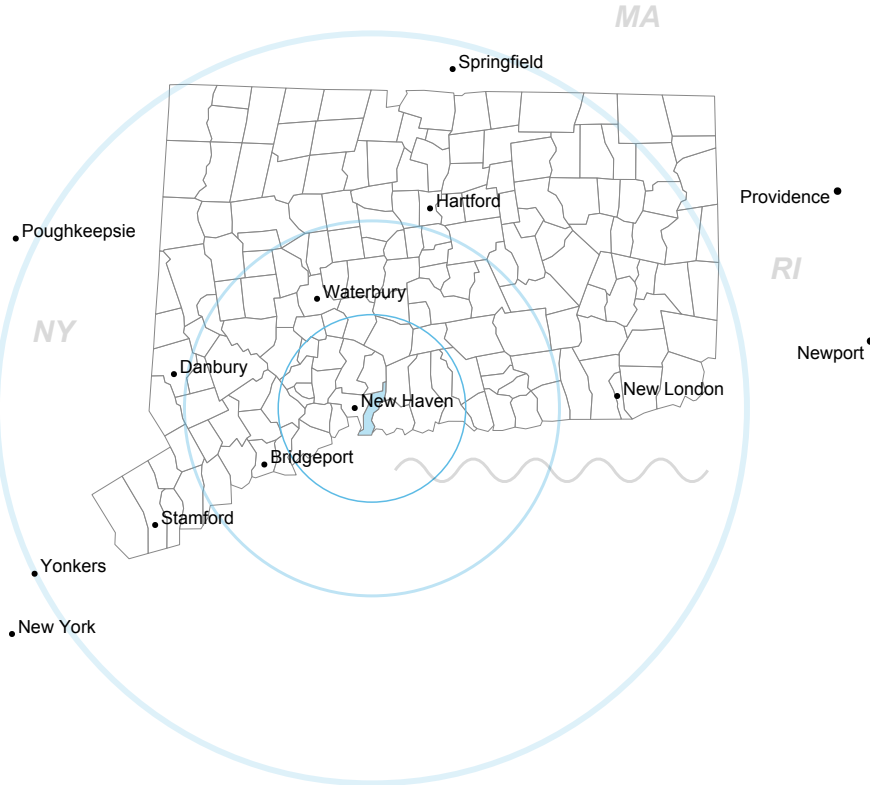 MA
Springfield
Providence
Hartford
Poughkeepsie
RI
Waterbury
NY
Newport
Danbury
New London
New Haven
Bridgeport
Stamford
Yonkers
New York